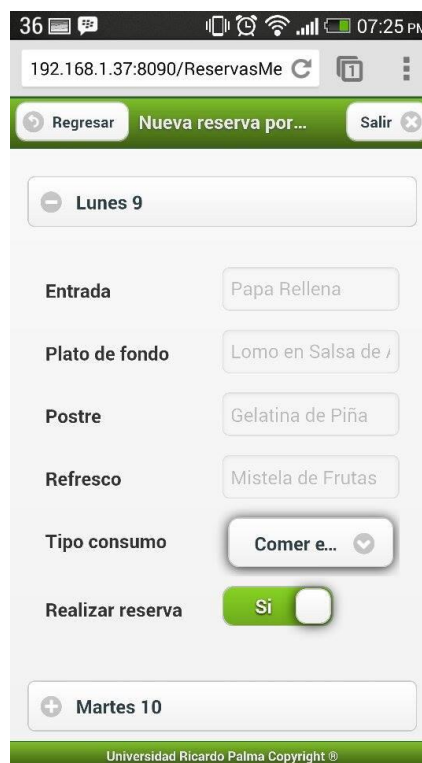 36 07:25 PM
192.168.1.37:8090/ReservasMe 1
Regresar Nueva reserva por... Salir
Lunes 9
Entrada Papa Rellena
Plato de fondo Lomo en Salsa de
Postre Gelatina de Piña
Refresco Mistela de Frutas
Tipo consumo Comer e...
Realizar reserva Si
Martes 10
Universidad Ricardo Palma Copyright ®